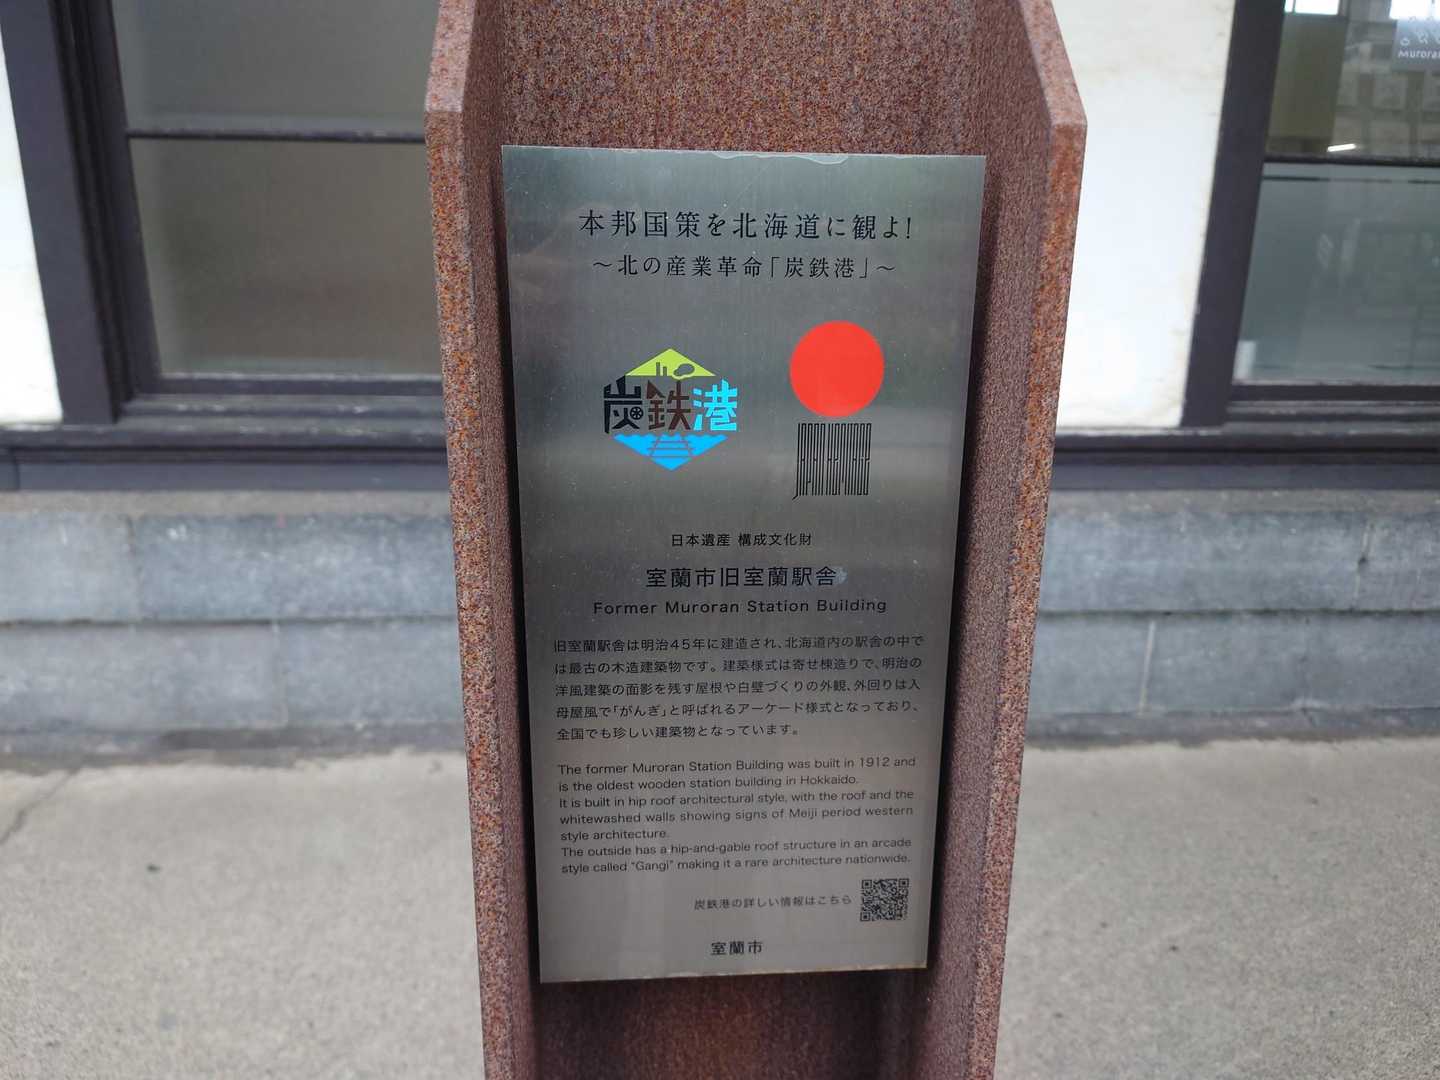 本邦国策を北海道に観よ!
～北の産業革命「炭鉄港」～
炭鉄港
JAPAN HERITAGE
日本遺産 構成文化財
室蘭市旧室蘭駅舎
Former Muroran Station Building
旧室蘭駅舎は明治45年に建造され、北海道内の駅舎の中で
は最古の木造建築物です。建築様式は寄せ棟造りで、明治の
洋風建築の面影を残す屋根や白壁づくりの外観、外回りは入
母屋風で「がんぎ」と呼ばれるアーケード様式となっており、
全国でも珍しい建築物となっています。
The former Muroran Station Building was built in 1912 and
is the oldest wooden station building in Hokkaido.
It is built in hip roof architectural style, with the roof and the
whitewashed walls showing signs of Meiji period western
style architecture.
The outside has a hip-and-gable roof structure in an arcade
style called "Gangi" making it a rare architecture nationwide.
炭鉄港の詳しい情報はこちら
室蘭市